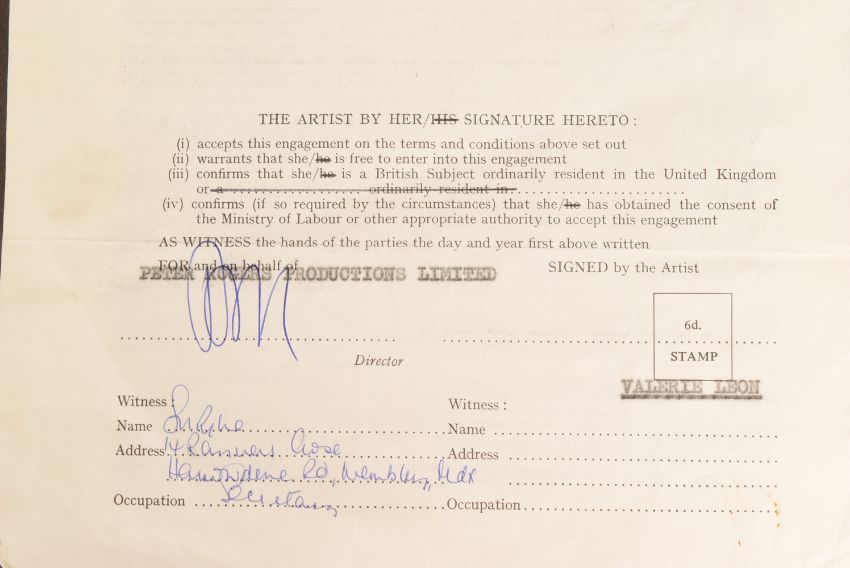 THE ARTIST BY HER/HIS SIGNATURE HERETO :
(i) accepts this engagement on the terms and conditions above set out
(ii) warrants that she/he is free to enter into this engagement
(iii) confirms that she/he is a British Subject ordinarily resident in the United Kingdom
or a .................... ordinarily resident in ....................
(iv) confirms (if so required by the circumstances) that she/he has obtained the consent of
the Ministry of Labour or other appropriate authority to accept this engagement
AS WITNESS the hands of the parties the day and year first above written
FOR and on behalf of
PETER ROGERS PRODUCTIONS LIMITED
SIGNED by the Artist
6d.
STAMP
Director
VALERIE LEON
Witness :
Name
Address 14 Close
Rd, Wembley, Mdx
Occupation Secretary
Witness :
Name
Address
Occupation